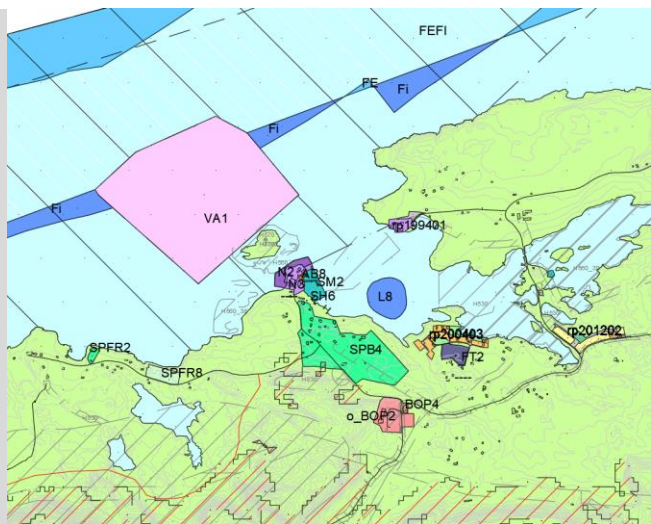 FEFI
FE
Fi
Fi
Fi
VA1
rp199401
N2
AB8
SM2
N3
SH6
L8
rp200403
rp201202
SPFR2
SPB4
FT2
SPFR8
BOP4
o_BOP2